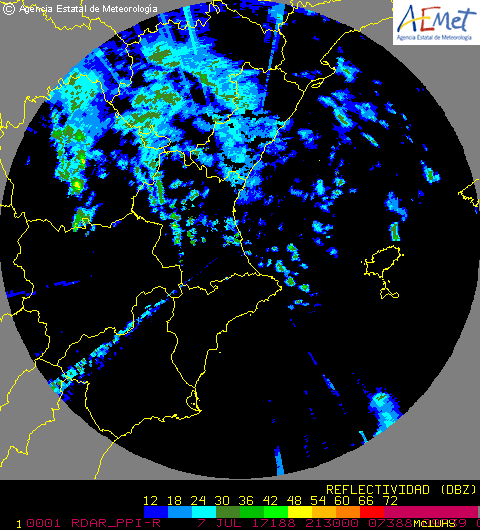 © Agencia Estatal de Meteorología
AEmet
Agencia Estatal de Meteorología
REFLECTIVIDAD (DBZ)
12 18 24 30 36 42 48 54 60 66 72
1 0001 RDAR_PPI-R 7 JUL 17188 213000